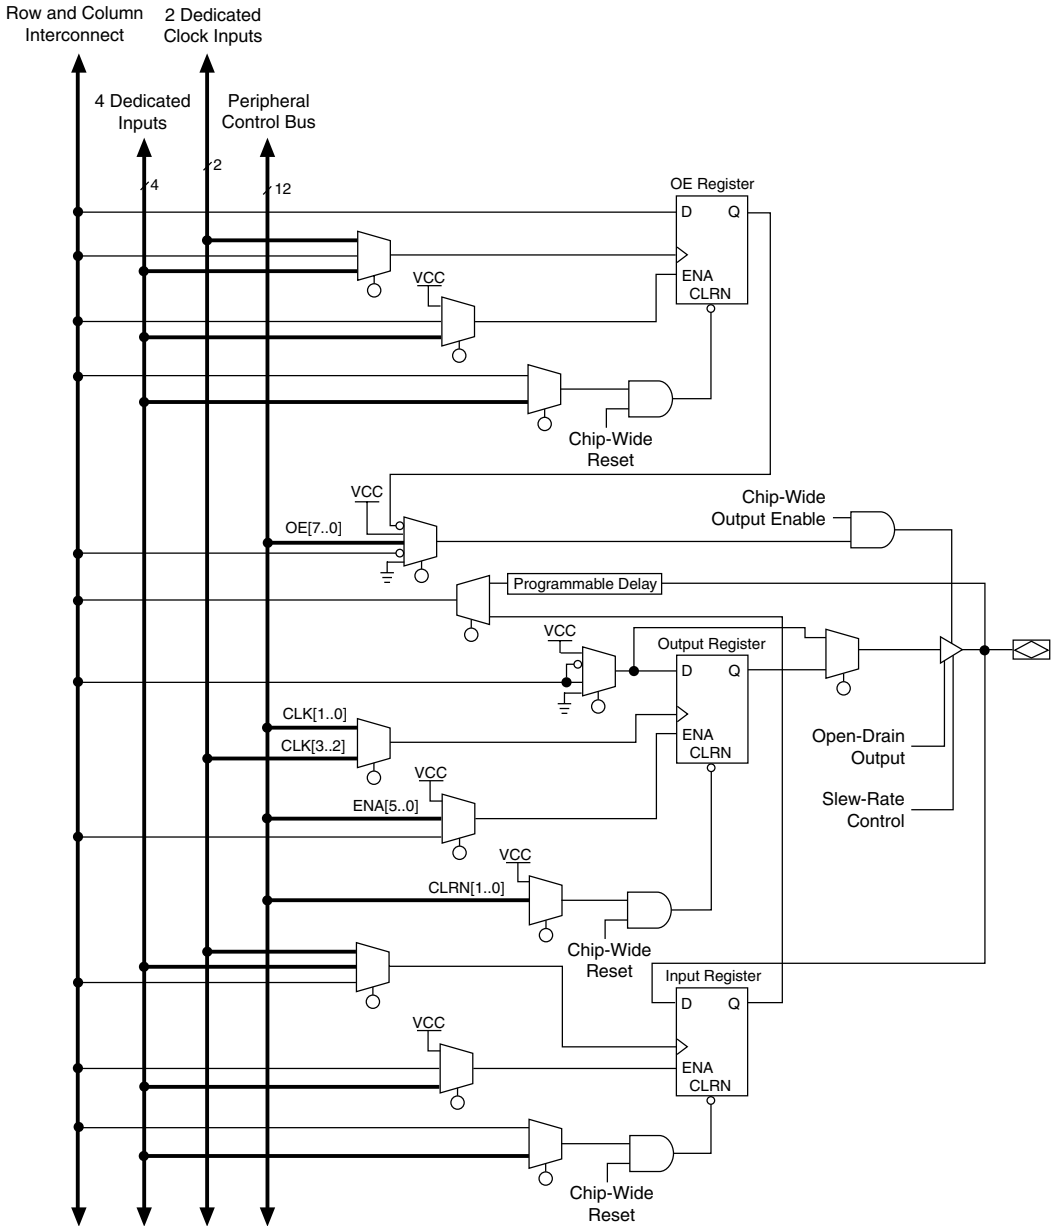 Row and Column
Interconnect
2 Dedicated
Clock Inputs
4 Dedicated
Inputs
Peripheral
Control Bus
2
4
12
OE Register
D Q
ENA
CLRN
VCC
Chip-Wide
Reset
VCC
OE[7..0]
Chip-Wide
Output Enable
Programmable Delay
VCC
Output Register
D Q
ENA
CLRN
CLK[1..0]
CLK[3..2]
Open-Drain
Output
VCC
ENA[5..0]
Slew-Rate
Control
VCC
CLRN[1..0]
Chip-Wide
Reset
Input Register
D Q
ENA
CLRN
VCC
Chip-Wide
Reset